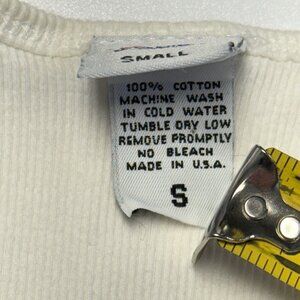 SMALL
100% COTTON
MACHINE WASH
IN COLD WATER
TUMBLE DRY LOW
REMOVE PROMPTLY
NO BLEACH
MADE IN U.S.A.
S